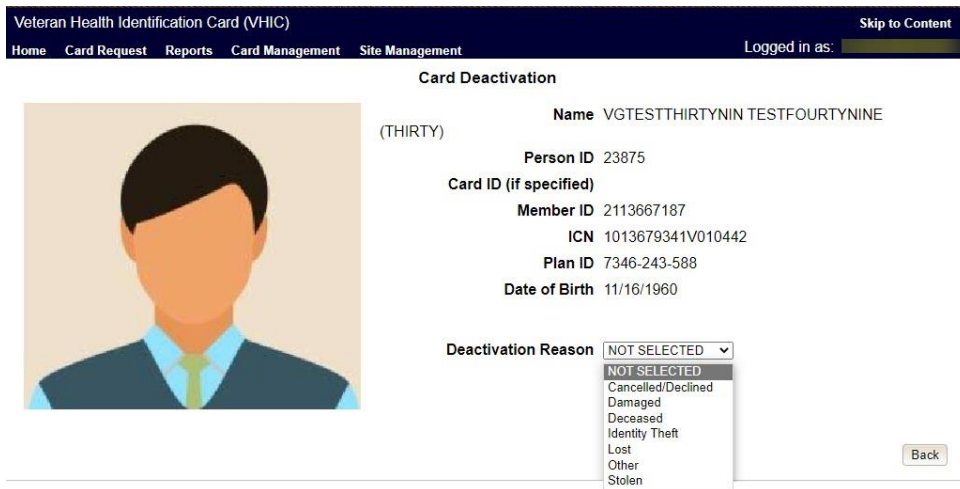 Veteran Health Identification Card (VHIC)
Skip to Content
Home Card Request Reports Card Management Site Management
Logged in as:
Card Deactivation
Name VGTESTTHIRTYNIN TESTFOURTYNINE
(THIRTY)
Person ID 23875
Card ID (if specified)
Member ID 2113667187
ICN 1013679341V010442
Plan ID 7346-243-588
Date of Birth 11/16/1960
Deactivation Reason NOT SELECTED
NOT SELECTED
Cancelled/Declined
Damaged
Deceased
Identity Theft
Lost
Other
Stolen
Back